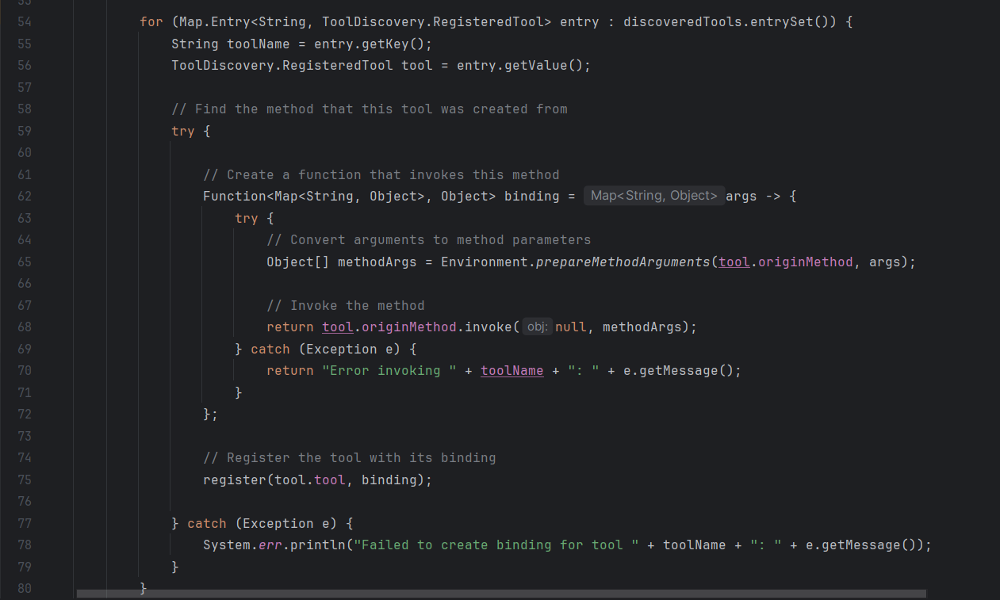 53
54 for (Map.Entry<String, ToolDiscovery.RegisteredTool> entry : discoveredTools.entrySet()) {
55 String toolName = entry.getKey();
56 ToolDiscovery.RegisteredTool tool = entry.getValue();
57
58 // Find the method that this tool was created from
59 try {
60
61 // Create a function that invokes this method
62 Function<Map<String, Object>, Object> binding = Map<String, Object> args -> {
63 try {
64 // Convert arguments to method parameters
65 Object[] methodArgs = Environment.prepareMethodArguments(tool.originMethod, args);
66
67 // Invoke the method
68 return tool.originMethod.invoke( obj: null, methodArgs);
69 } catch (Exception e) {
70 return "Error invoking " + toolName + ": " + e.getMessage();
71 }
72 };
73
74 // Register the tool with its binding
75 register(tool.tool, binding);
76
77 } catch (Exception e) {
78 System.err.println("Failed to create binding for tool " + toolName + ": " + e.getMessage());
79 }
80 }